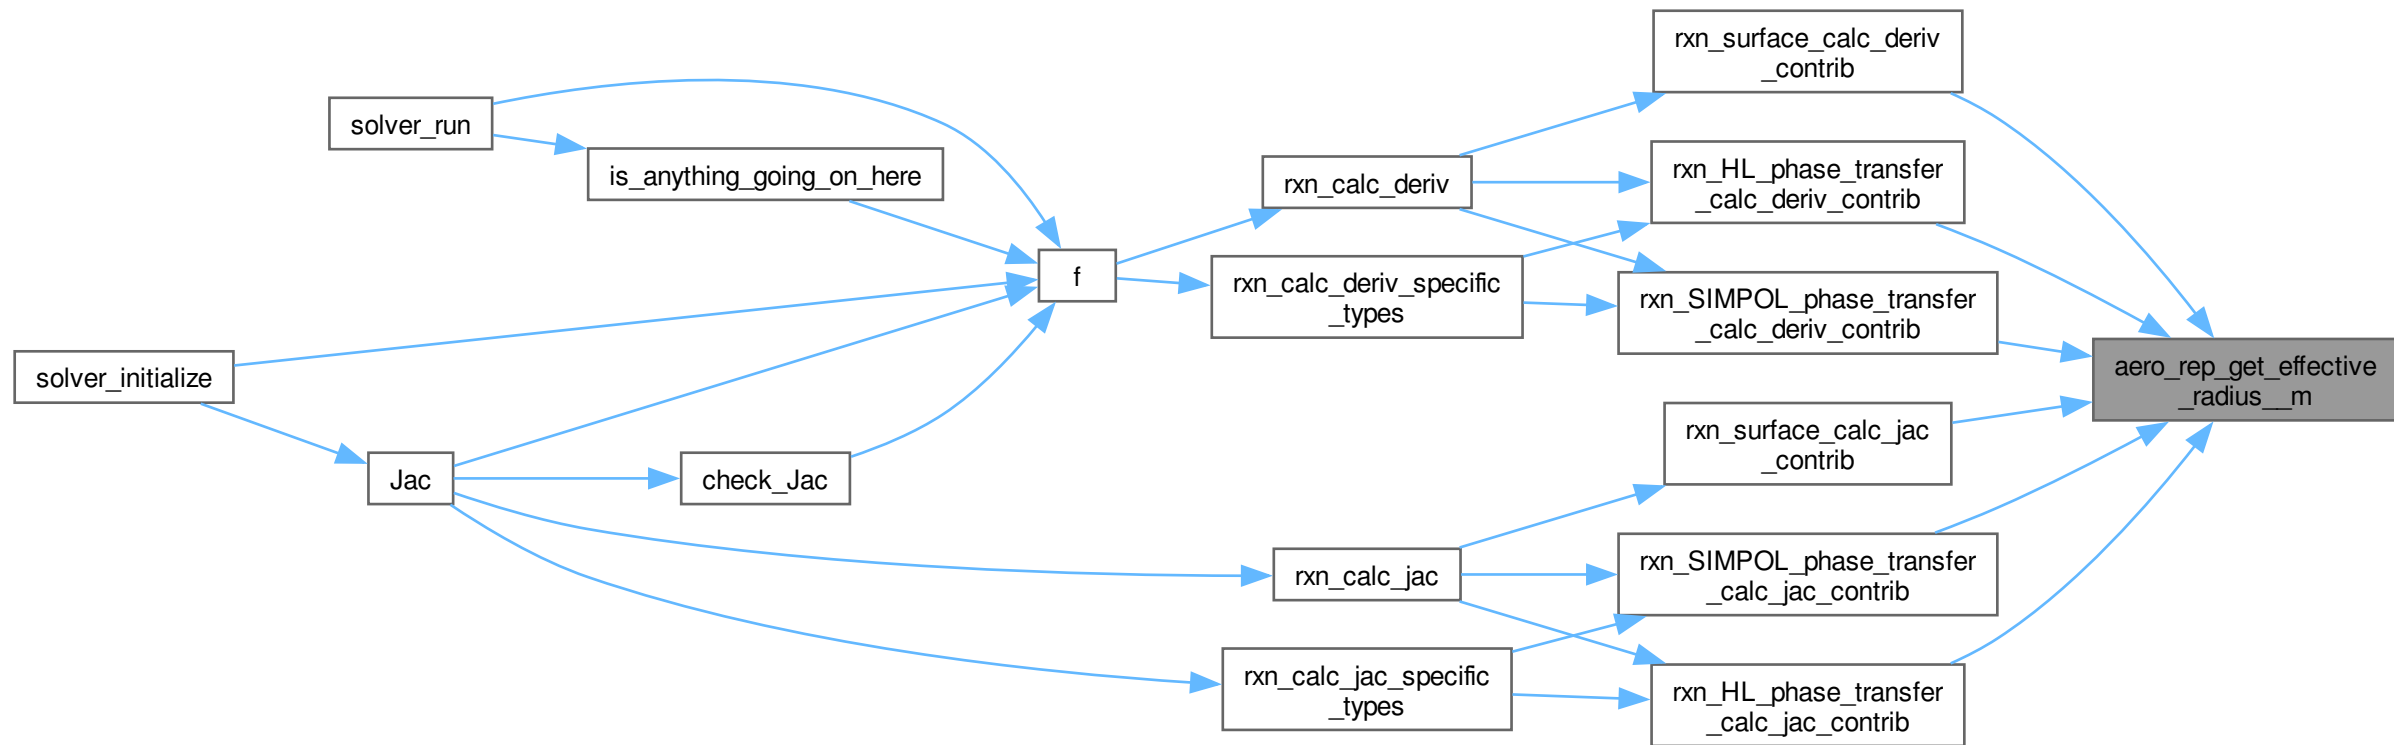 rxn_surface_calc_deriv
_contrib
solver_run
is_anything_going_on_here
rxn_calc_deriv
rxn_HL_phase_transfer
_calc_deriv_contrib
f
rxn_calc_deriv_specific
_types
rxn_SIMPOL_phase_transfer
_calc_deriv_contrib
solver_initialize
aero_rep_get_effective
_radius__m
Jac
check_Jac
rxn_surface_calc_jac
_contrib
rxn_calc_jac
rxn_SIMPOL_phase_transfer
_calc_jac_contrib
rxn_calc_jac_specific
_types
rxn_HL_phase_transfer
_calc_jac_contrib